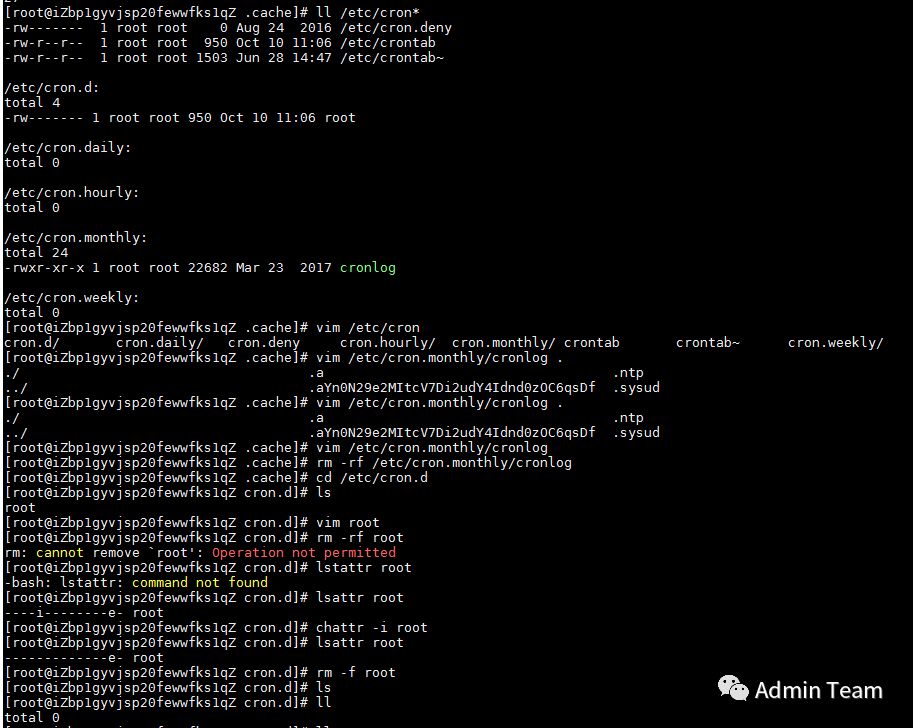 [root@iZbp1gyvjsp20fewwfks1qZ .cache]# ll /etc/cron*
-rw-------  1 root root    0 Aug 24  2016 /etc/cron.deny
-rw-r--r--  1 root root  950 Oct 10 11:06 /etc/crontab
-rw-r--r--  1 root root 1503 Jun 28 14:47 /etc/crontab~
/etc/cron.d:
total 4
-rw------- 1 root root 950 Oct 10 11:06 root
/etc/cron.daily:
total 0
/etc/cron.hourly:
total 0
/etc/cron.monthly:
total 24
-rwxr-xr-x 1 root root 22682 Mar 23  2017 cronlog
/etc/cron.weekly:
total 0
[root@iZbp1gyvjsp20fewwfks1qZ .cache]# vim /etc/cron
cron.d/       cron.daily/   cron.deny     cron.hourly/  cron.monthly/ crontab       crontab~      cron.weekly/
[root@iZbp1gyvjsp20fewwfks1qZ .cache]# vim /etc/cron.monthly/cronlog .
./                                    .a                                    .ntp
../                                   .aYn0N29e2MItcV7Di2udY4Idnd0zOC6qsDf  .sysud
[root@iZbp1gyvjsp20fewwfks1qZ .cache]# vim /etc/cron.monthly/cronlog .
./                                    .a                                    .ntp
../                                   .aYn0N29e2MItcV7Di2udY4Idnd0zOC6qsDf  .sysud
[root@iZbp1gyvjsp20fewwfks1qZ .cache]# vim /etc/cron.monthly/cronlog
[root@iZbp1gyvjsp20fewwfks1qZ .cache]# rm -rf /etc/cron.monthly/cronlog
[root@iZbp1gyvjsp20fewwfks1qZ .cache]# cd /etc/cron.d
[root@iZbp1gyvjsp20fewwfks1qZ cron.d]# ls
root
[root@iZbp1gyvjsp20fewwfks1qZ cron.d]# vim root
[root@iZbp1gyvjsp20fewwfks1qZ cron.d]# rm -rf root
rm: cannot remove `root': Operation not permitted
[root@iZbp1gyvjsp20fewwfks1qZ cron.d]# lstattr root
-bash: lstattr: command not found
[root@iZbp1gyvjsp20fewwfks1qZ cron.d]# lsattr root
----i--------e- root
[root@iZbp1gyvjsp20fewwfks1qZ cron.d]# chattr -i root
[root@iZbp1gyvjsp20fewwfks1qZ cron.d]# lsattr root
-------------e- root
[root@iZbp1gyvjsp20fewwfks1qZ cron.d]# rm -f root
[root@iZbp1gyvjsp20fewwfks1qZ cron.d]# ls
[root@iZbp1gyvjsp20fewwfks1qZ cron.d]# ll
total 0
Admin Team